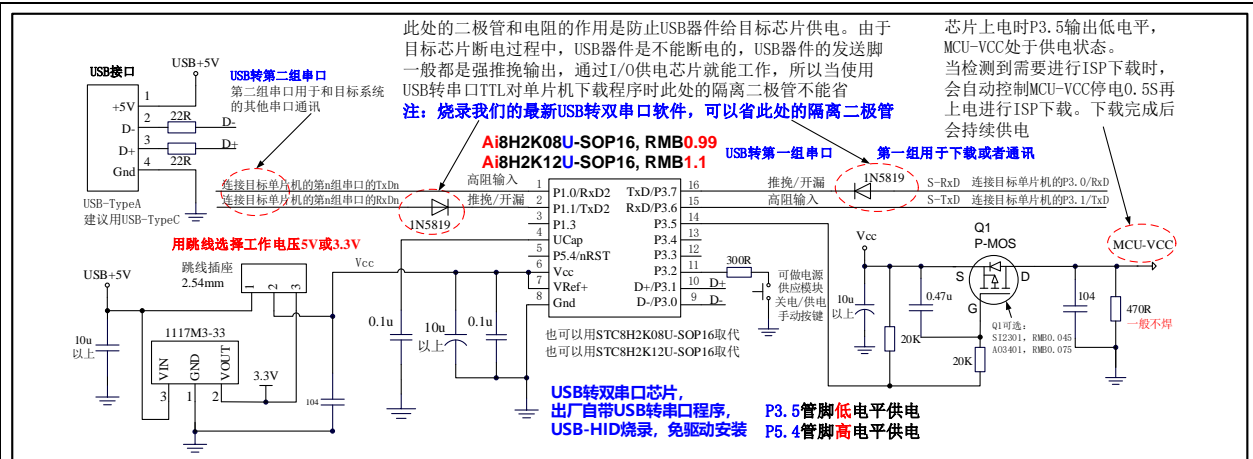 此处的二极管和电阻的作用是防止USB器件给目标芯片供电。由于
目标芯片断电过程中，USB器件是不能断电的，USB器件的发送脚
一般都是强推挽输出，通过I/O供电芯片就能工作，所以当使用
USB转串口TTL对单片机下载程序时此处的隔离二极管不能省
注：烧录我们的最新USB转双串口软件，可以省此处的隔离二极管
芯片上电时P3.5输出低电平，
MCU-VCC处于供电状态。
当检测到需要进行ISP下载时，
会自动控制MCU-VCC停电0.5S再
上电进行ISP下载。下载完成后
会持续供电
USB接口
USB+5V
+5V
D-
D+
Gnd
1
2
3
4
22R
22R
D-
D+
USB-TypeA
建议用USB-TypeC
USB转第二组串口
第二组串口用于和目标系统
的其他串口通讯
连接目标单片机的第n组串口的TxDn
连接目标单片机的第n组串口的RxDn
高阻输入
推挽/开漏
1N5819
Ai8H2K08U-SOP16, RMB0.99
Ai8H2K12U-SOP16, RMB1.1
1 P1.0/RxD2
2 P1.1/TxD2
3 P1.3
4 UCap
5 P5.4/nRST
6 Vcc
7 VRef+
8 Gnd
TxD/P3.7 16
RxD/P3.6 15
P3.5 14
P3.4 13
P3.3 12
P3.2 11
D+/P3.1 10 D+
D-/P3.0 9 D-
USB转第一组串口
第一组用于下载或者通讯
推挽/开漏
高阻输入
1N5819
S-RxD 连接目标单片机的P3.0/RxD
S-TxD 连接目标单片机的P3.1/TxD
用跳线选择工作电压5V或3.3V
USB+5V
跳线插座
2.54mm
1 2 3
Vcc
10u
以上
1117M3-33
VIN
GND
VOUT
3
1
2
3.3V
104
0.1u
10u
以上
0.1u
300R
可做电源
供应模块
关电/供电
手动按键
也可以用STC8H2K08U-SOP16取代
也可以用STC8H2K12U-SOP16取代
Vcc
10u
以上
0.47u
20K
20K
Q1
P-MOS
S
D
G
Q1可选：
SI2301, RMB0.045
AO3401, RMB0.075
104
470R
一般不焊
MCU-VCC
USB转双串口芯片，
出厂自带USB转串口程序，
USB-HID烧录，免驱动安装
P3.5管脚低电平供电
P5.4管脚高电平供电